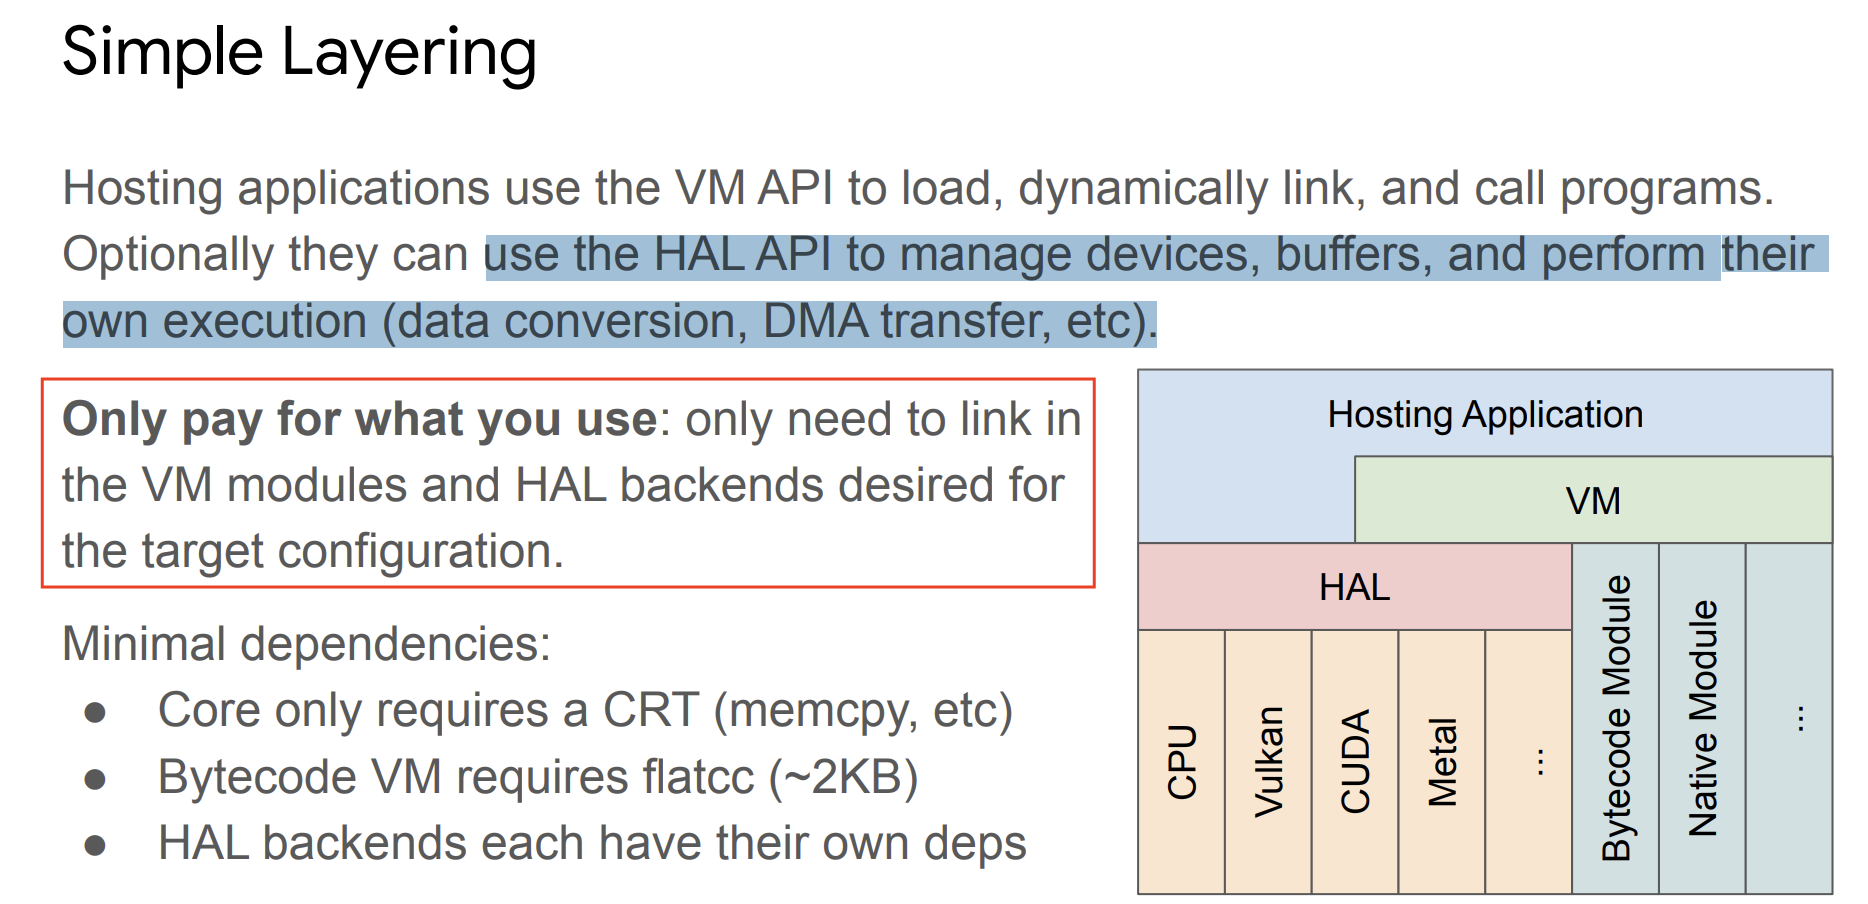 Simple Layering
Hosting applications use the VM API to load, dynamically link, and call programs.
Optionally they can use the HAL API to manage devices, buffers, and perform their
own execution (data conversion, DMA transfer, etc).
Only pay for what you use: only need to link in
the VM modules and HAL backends desired for
the target configuration.
Minimal dependencies:
● Core only requires a CRT (memcpy, etc)
● Bytecode VM requires flatcc (~2KB)
● HAL backends each have their own deps
Hosting Application
VM
HAL
CPU
Vulkan
CUDA
Metal
...
Bytecode Module
Native Module
...